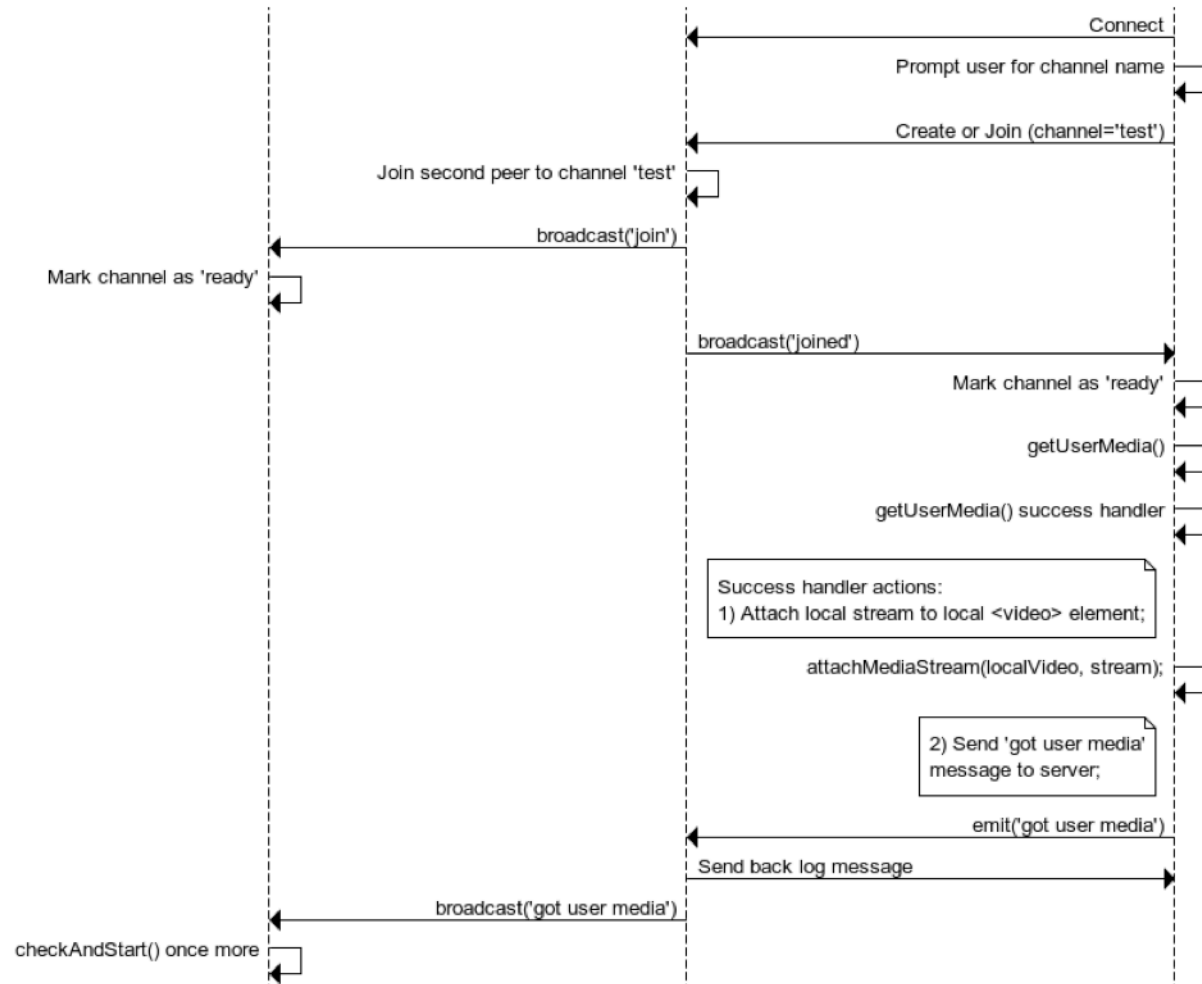 Connect
Prompt user for channel name
Create or Join (channel='test')
Join second peer to channel 'test'
broadcast('join')
Mark channel as 'ready'
broadcast('joined')
Mark channel as 'ready'
getUserMedia()
getUserMedia() success handler
Success handler actions:
1) Attach local stream to local <video> element;
attachMediaStream(localVideo, stream);
2) Send 'got user media'
message to server;
emit('got user media')
Send back log message
broadcast('got user media')
checkAndStart() once more